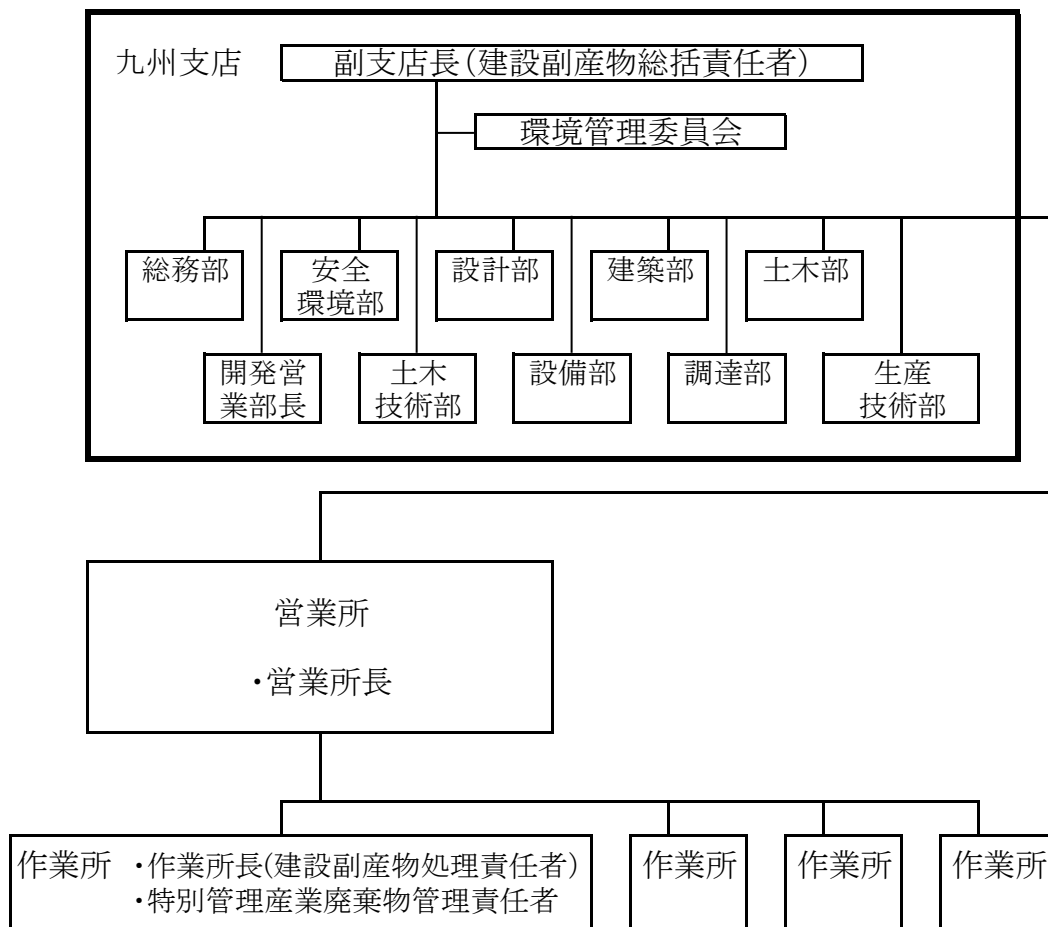 九州支店
副支店長(建設副産物総括責任者)
環境管理委員会
総務部
安全
環境部
設計部
建築部
土木部
開発営
業部長
土木
技術部
設備部
調達部
生産
技術部
営業所
・営業所長
作業所
・作業所長(建設副産物処理責任者)
・特別管理産業廃棄物管理責任者
作業所
作業所
作業所